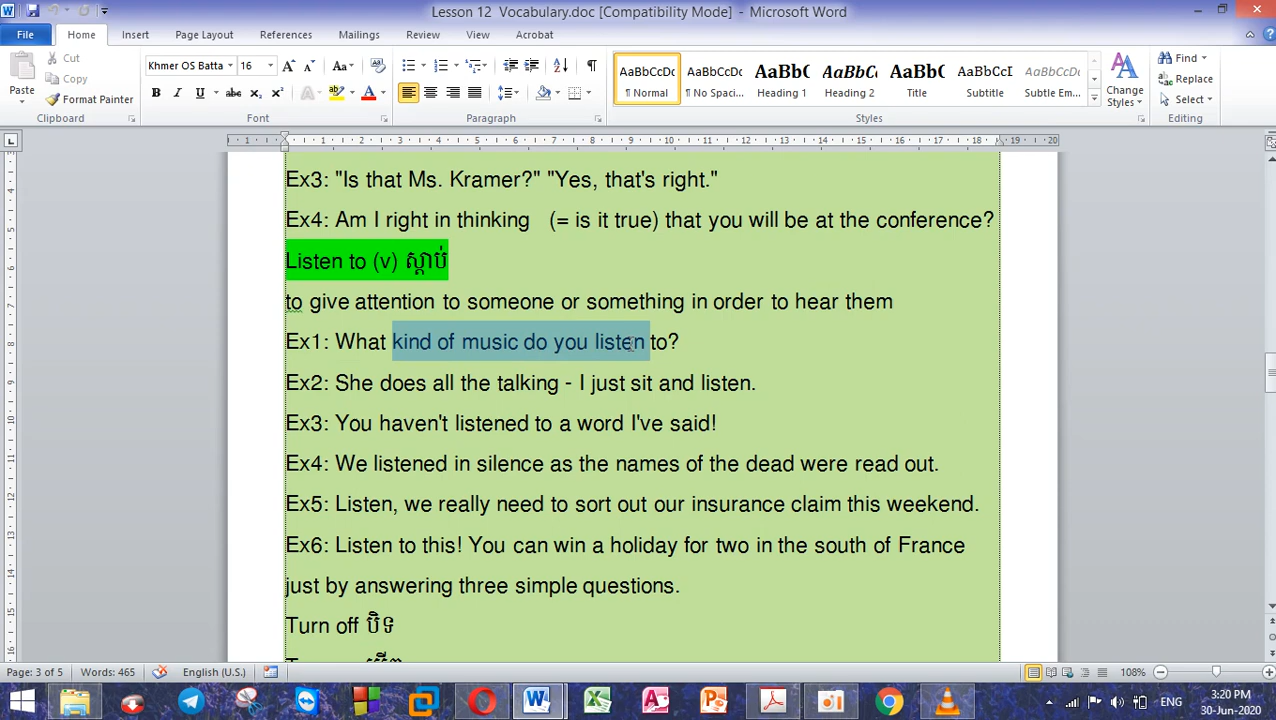 Lesson 12 Vocabulary.doc [Compatibility Mode] - Microsoft Word
File Home Insert Page Layout References Mailings Review View Acrobat
Paste
Cut
Copy
Format Painter
Clipboard
Khmer OS Batta 16
Font
Paragraph
AaBbCcDc AaBbCcDc AaBbC AaBbCc AaBbC AaBbCcDc AaBbCcDc
¶ Normal ¶ No Spaci... Heading 1 Heading 2 Title Subtitle Subtle Em...
Change Styles
Styles
Find
Replace
Select
Editing
Ex3: "Is that Ms. Kramer?" "Yes, that's right."
Ex4: Am I right in thinking (= is it true) that you will be at the conference?
Listen to (v) ស្តាប់
to give attention to someone or something in order to hear them
Ex1: What kind of music do you listen to?
Ex2: She does all the talking - I just sit and listen.
Ex3: You haven't listened to a word I've said!
Ex4: We listened in silence as the names of the dead were read out.
Ex5: Listen, we really need to sort out our insurance claim this weekend.
Ex6: Listen to this! You can win a holiday for two in the south of France
just by answering three simple questions.
Turn off បិទ
Page: 3 of 5 Words: 465 English (U.S.) 108%
ENG
3:20 PM
30-Jun-2020